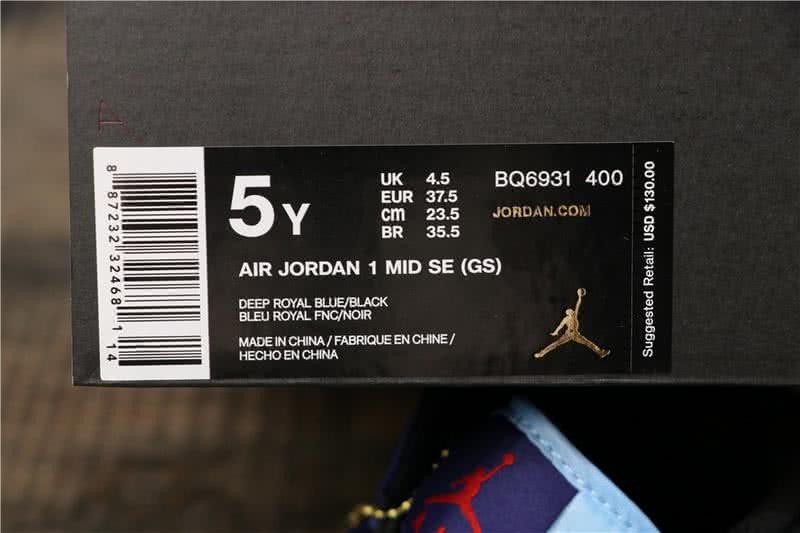 5Y
UK 4.5
EUR 37.5
cm 23.5
BR 35.5
BQ6931 400
JORDAN.COM
AIR JORDAN 1 MID SE (GS)
DEEP ROYAL BLUE/BLACK
BLEU ROYAL FNC/NOIR
MADE IN CHINA / FABRIQUE EN CHINE /
HECHO EN CHINA
Suggested Retail: USD $130.00
8 87232 32468 1 14